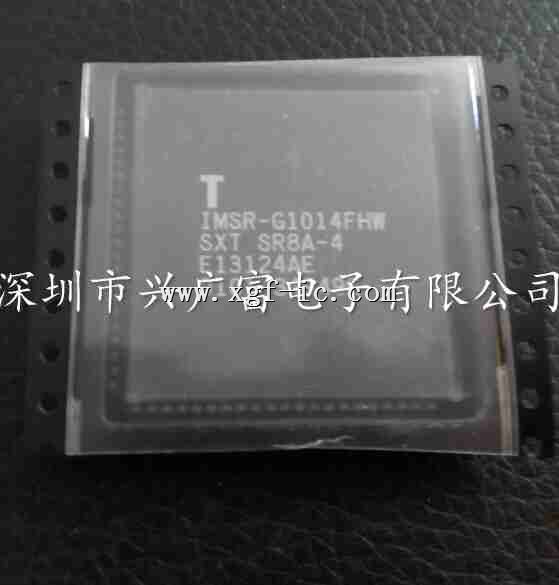 T
IMSR-G1014FHW
SXT SR8A-4
E13124AE
www.xgf-ic.com
深圳市兴广富电子有限公司